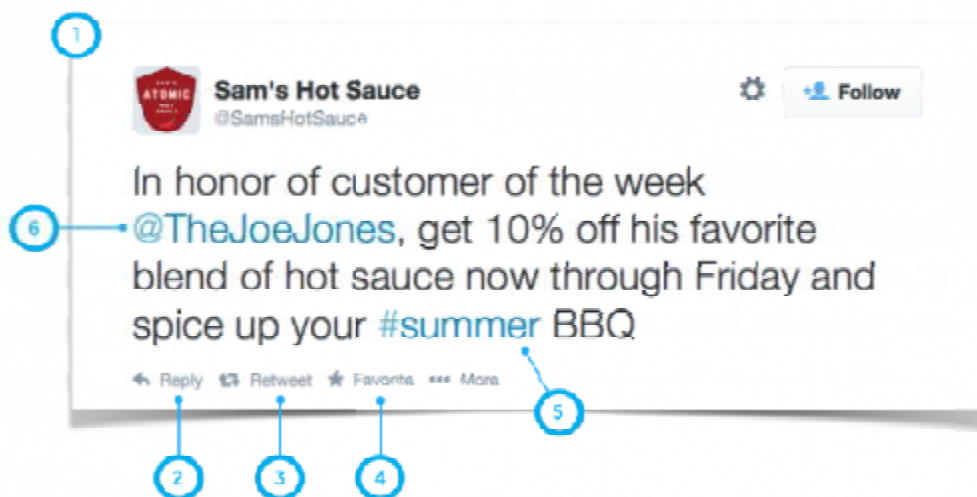 1
ATOMIC
Sam's Hot Sauce
@SamsHotSauce
Follow
In honor of customer of the week
6
@TheJoeJones, get 10% off his favorite
blend of hot sauce now through Friday and
spice up your #summer BBQ
Reply Retweet Favorite More
5
2 3 4